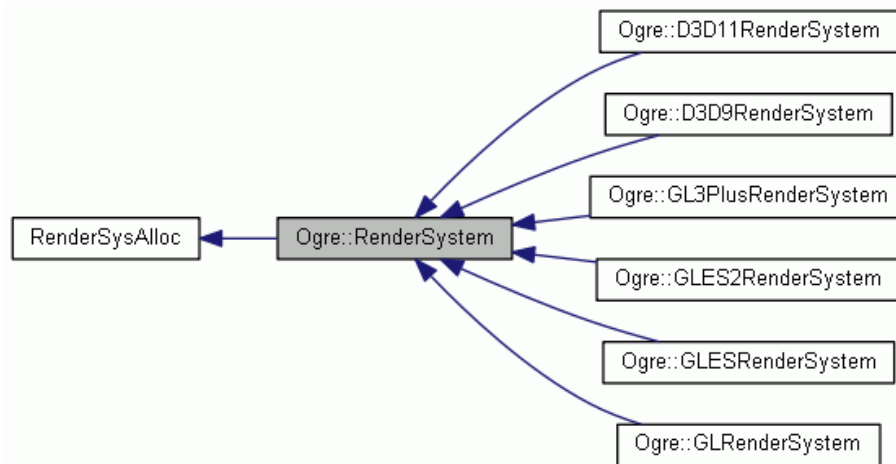 Ogre::D3D11RenderSystem
Ogre::D3D9RenderSystem
Ogre::GL3PlusRenderSystem
RenderSysAlloc
Ogre::RenderSystem
Ogre::GLES2RenderSystem
Ogre::GLESRenderSystem
Ogre::GLRenderSystem